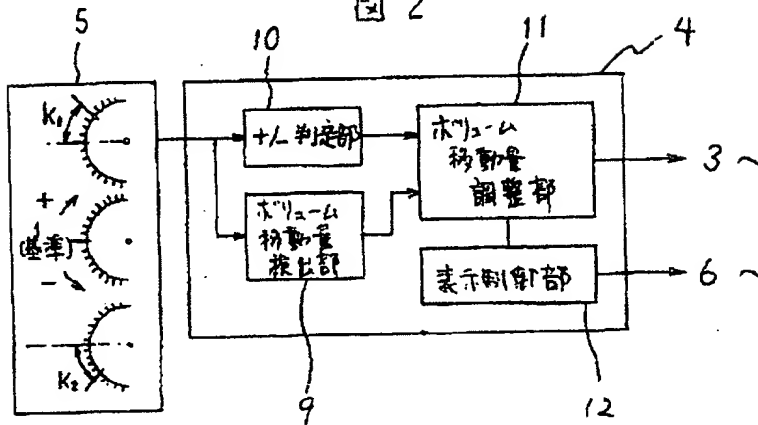 図 2
5
10
11
4
K₁
+/- 判定部
ボリューム
移動量
調整部
3 ~
+
(基準)
-
ボリューム
移動量
検出部
表示制御部
6 ~
K₂
9
12